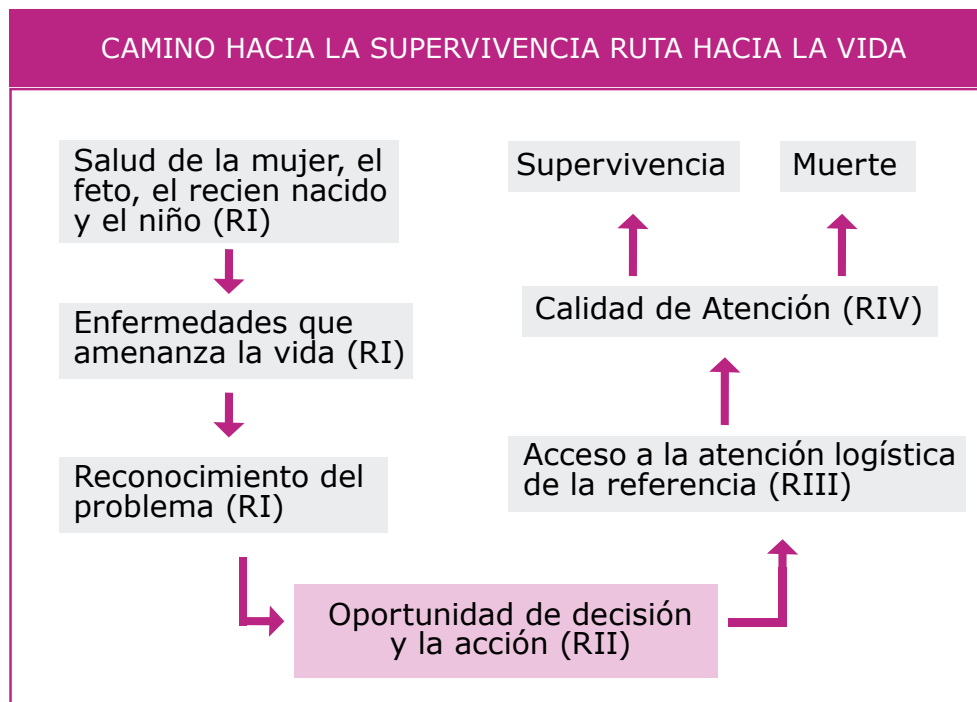 CAMINO HACIA LA SUPERVIVENCIA RUTA HACIA LA VIDA
Salud de la mujer, el
feto, el recien nacido
y el niño (RI)
Enfermedades que
amenanza la vida (RI)
Reconocimiento del
problema (RI)
Oportunidad de decisión
y la acción (RII)
Acceso a la atención logística
de la referencia (RIII)
Calidad de Atención (RIV)
Supervivencia
Muerte